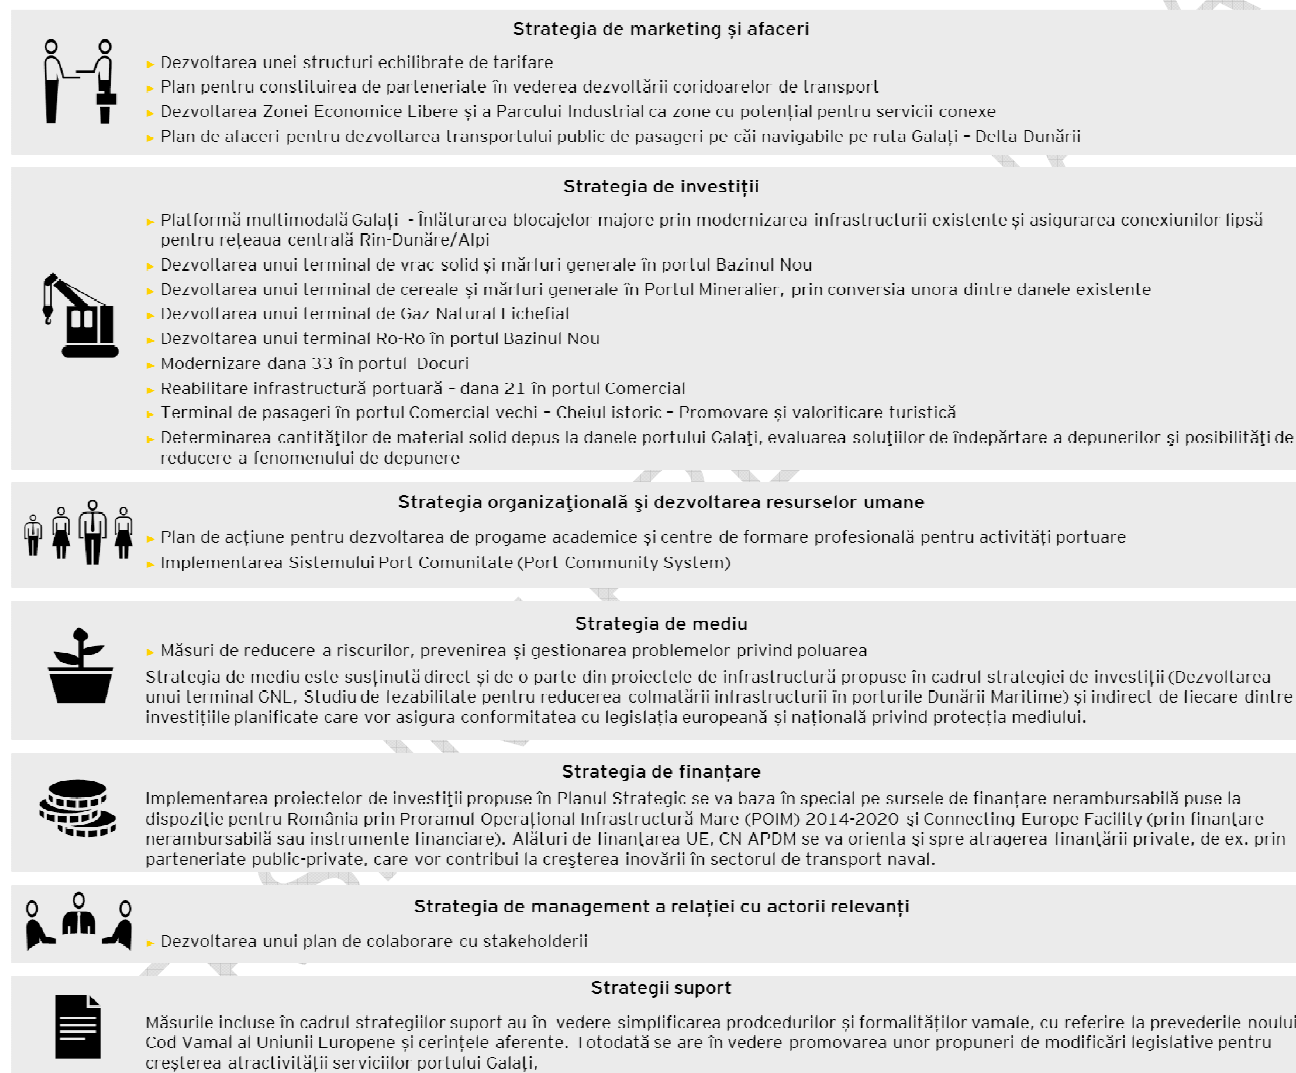 Strategia de marketing și afaceri
► Dezvoltarea unei structuri echilibrate de tarifare
► Plan pentru constituirea de parteneriate în vederea dezvoltării coridoarelor de transport
► Dezvoltarea Zonei Economice Libere și a Parcului Industrial ca zone cu potențial pentru servicii conexe
► Plan de afaceri pentru dezvoltarea transportului public de pasageri pe căi navigabile pe ruta Galați – Delta Dunării
Strategia de investiții
► Platformă multimodală Galați - Înlăturarea blocajelor majore prin modernizarea infrastructurii existente și asigurarea conexiunilor lipsă
pentru rețeaua centrală Rin-Dunăre/Alpi
► Dezvoltarea unui terminal de vrac solid și mărfuri generale în portul Bazinul Nou
► Dezvoltarea unui terminal de cereale și mărfuri generale în Portul Mineralier, prin conversia unora dintre danele existente
► Dezvoltarea unui terminal de Gaz Natural Lichefiat
► Dezvoltarea unui terminal Ro-Ro în portul Bazinul Nou
► Modernizare dana 33 în portul Docuri
► Reabilitare infrastructură portuară – dana 21 în portul Comercial
► Terminal de pasageri în portul Comercial vechi – Cheiul istoric – Promovare și valorificare turistică
► Determinarea cantităţilor de material solid depus la danele portului Galaţi, evaluarea soluţiilor de îndepărtare a depunerilor şi posibilităţi de
reducere a fenomenului de depunere
Strategia organizaţională şi dezvoltarea resurselor umane
► Plan de acțiune pentru dezvoltarea de progame academice și centre de formare profesională pentru activități portuare
► Implementarea Sistemului Port Comunitate (Port Community System)
Strategia de mediu
► Măsuri de reducere a riscurilor, prevenirea și gestionarea problemelor privind poluarea
Strategia de mediu este susținută direct și de o parte din proiectele de infrastructură propuse în cadrul strategiei de investiții (Dezvoltarea
unui terminal GNL, Studiu de fezabilitate pentru reducerea colmatării infrastructurii în porturile Dunării Maritime) și indirect de fiecare dintre
investițiile planificate care vor asigura conformitatea cu legislația europeană și națională privind protecția mediului.
Strategia de finanțare
Implementarea proiectelor de investiţii propuse în Planul Strategic se va baza în special pe sursele de finanțare nerambursabilă puse la
dispoziție pentru România prin Proramul Operațional Infrastructură Mare (POIM) 2014-2020 și Connecting Europe Facility (prin finanțare
nerambursabilă sau instrumente financiare). Alături de finanțarea UE, CN APDM se va orienta şi spre atragerea finanţării private, de ex. prin
parteneriate public-private, care vor contribui la creşterea inovării în sectorul de transport naval.
Strategia de management a relației cu actorii relevanți
► Dezvoltarea unui plan de colaborare cu stakeholderii
Strategii suport
Măsurile incluse în cadrul strategiilor suport au în vedere simplificarea prodcedurilor și formalităților vamale, cu referire la prevederile noului
Cod Vamal al Uniunii Europene și cerințele aferente. Totodată se are în vedere promovarea unor propuneri de modificări legislative pentru
creșterea atractivității serviciilor portului Galați,